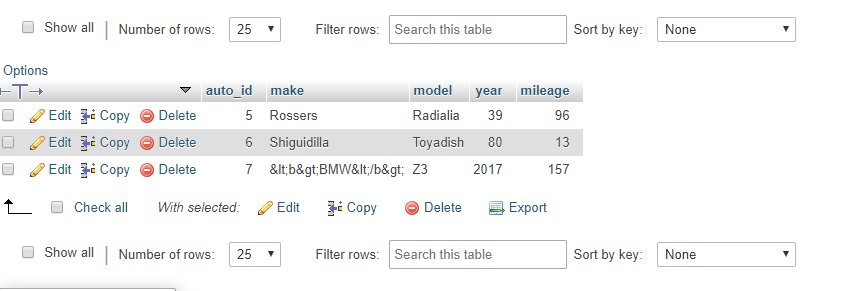 Show all Number of rows: 25 Filter rows: Search this table Sort by key: None
Options
auto_id make model year mileage
Edit Copy Delete 5 Rossers Radialia 39 96
Edit Copy Delete 6 Shiguidilla Toyadish 80 13
Edit Copy Delete 7 &lt;b&gt;BMW&lt;/b&gt; Z3 2017 157
Check all With selected: Edit Copy Delete Export
Show all Number of rows: 25 Filter rows: Search this table Sort by key: None